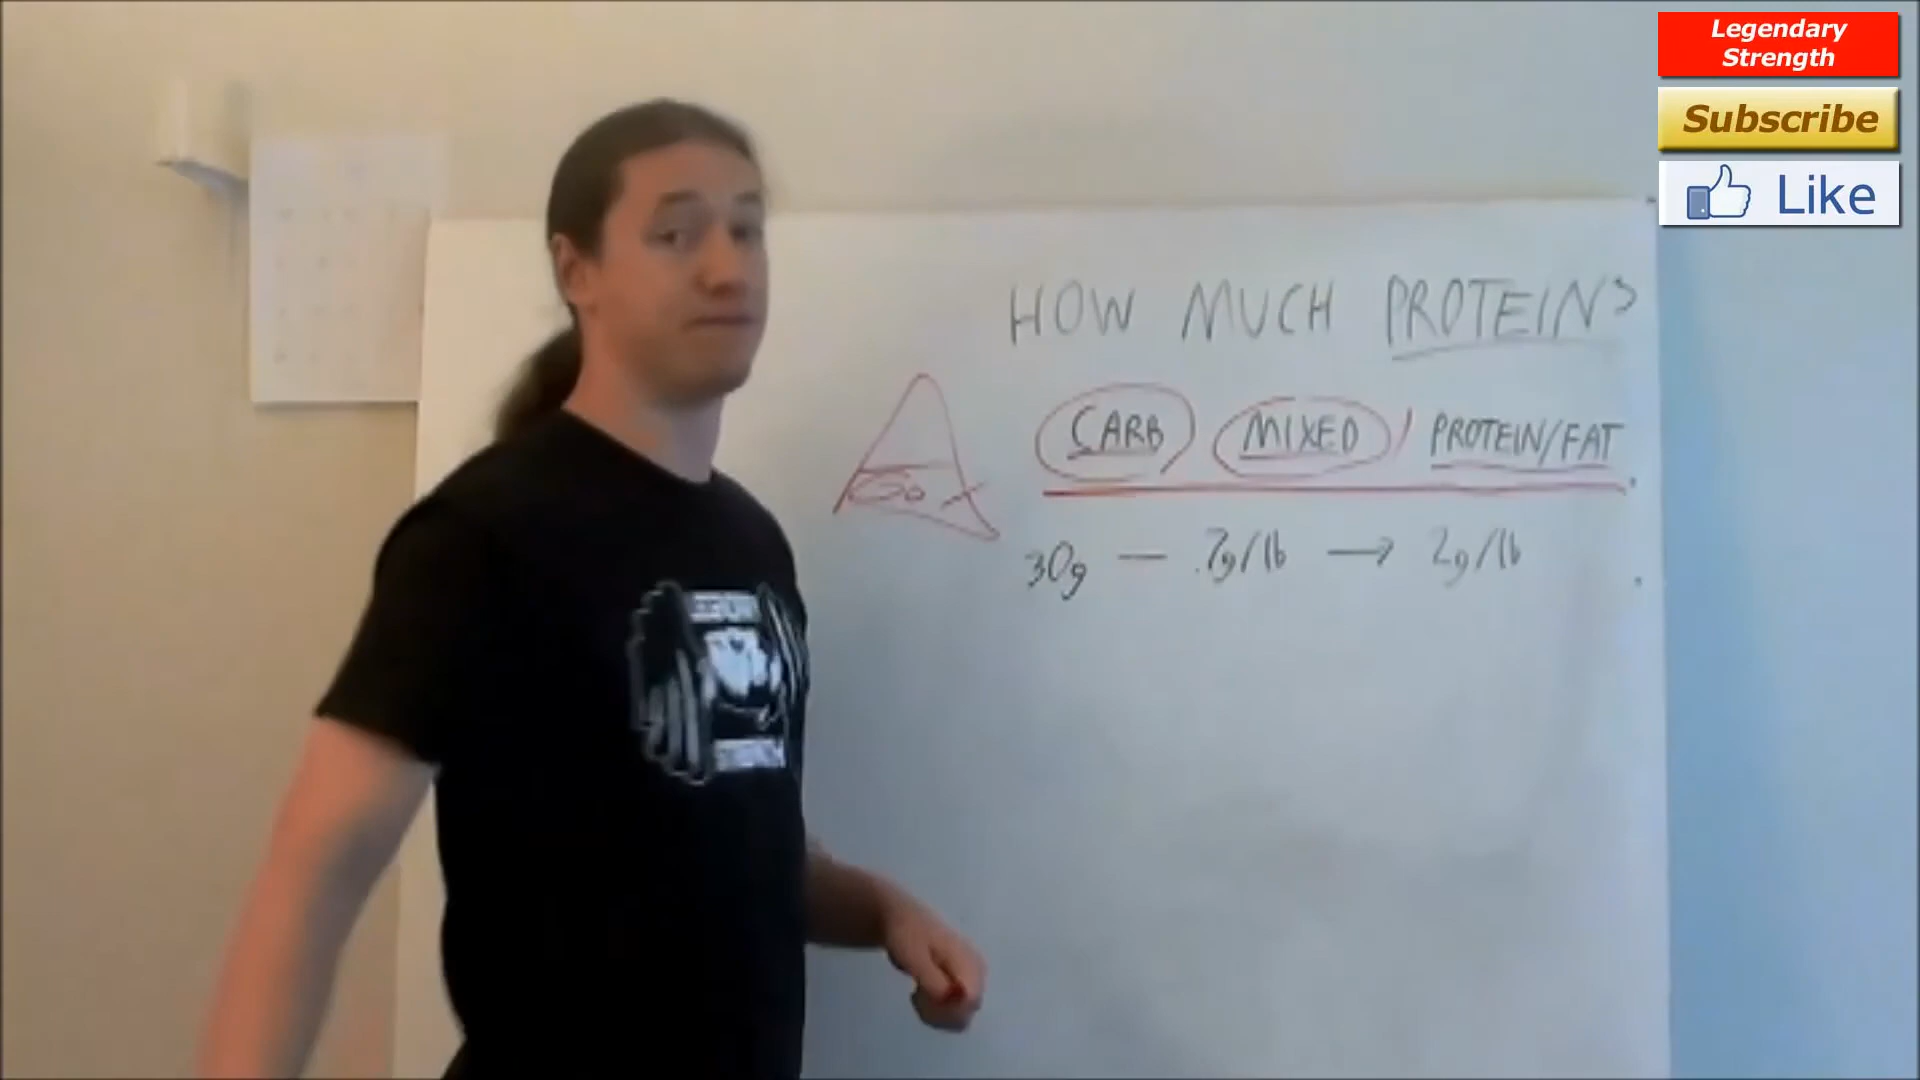 Legendary
Strength
Subscribe
Like
HOW MUCH PROTEIN?
CARB MIXED / PROTEIN/FAT
30g — .7g/lb → 2g/lb